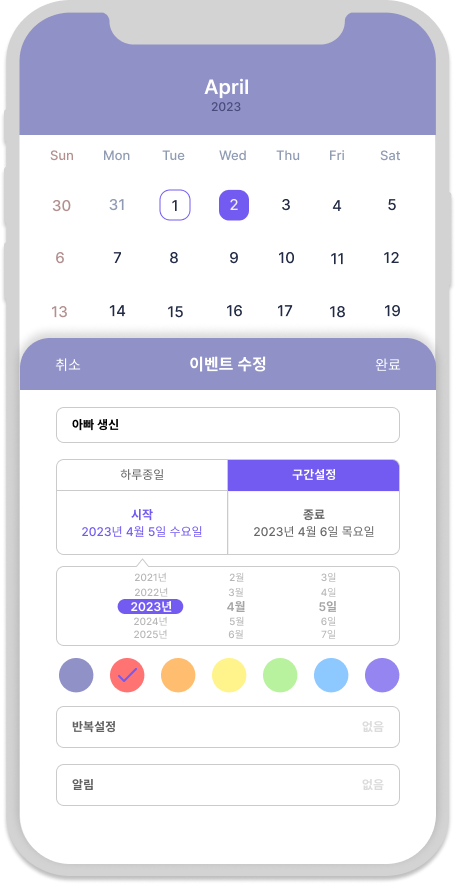 April
2023
Sun Mon Tue Wed Thu Fri Sat
30 31 1 2 3 4 5
6 7 8 9 10 11 12
13 14 15 16 17 18 19
취소 이벤트 수정 완료
아빠 생신
하루종일 구간설정
시작 종료
2023년 4월 5일 수요일 2023년 4월 6일 목요일
2021년 2월 3일
2022년 3월 4일
2023년 4월 5일
2024년 5월 6일
2025년 6월 7일
반복설정 없음
알림 없음